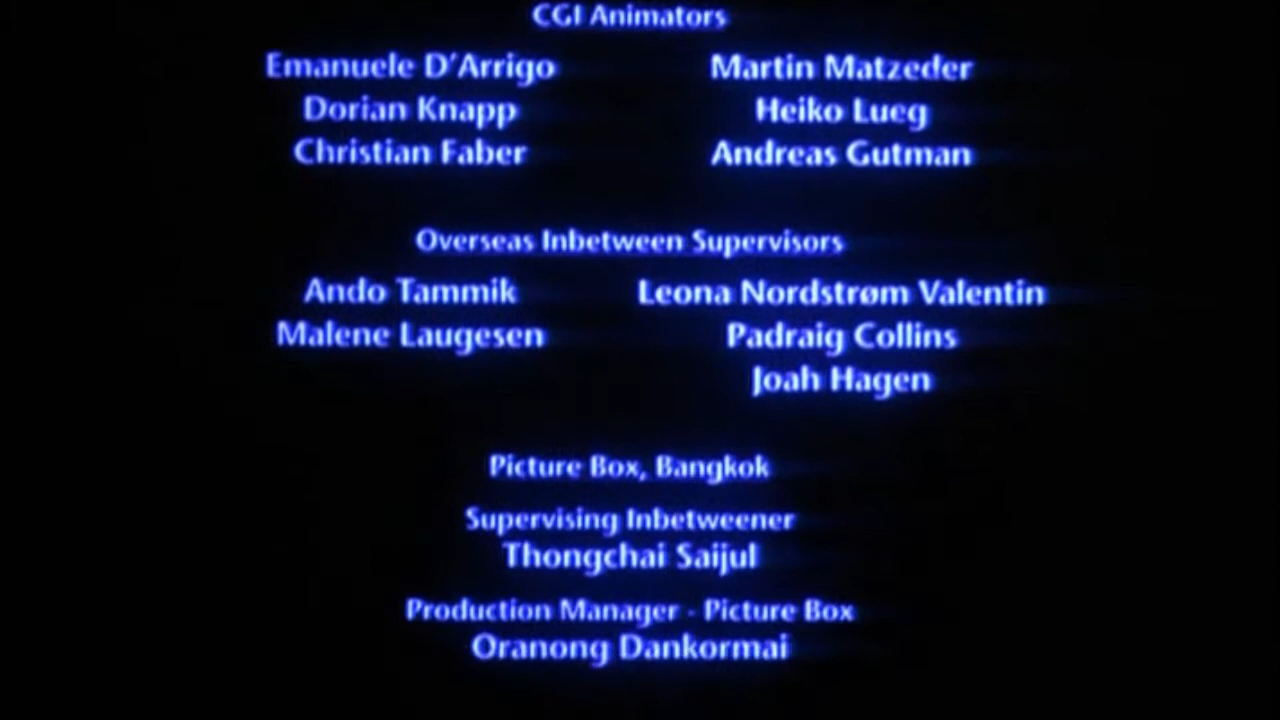 CGI Animators
Emanuele D'Arrigo Martin Matzeder
Dorian Knapp Heiko Lueg
Christian Faber Andreas Gutman
Overseas Inbetween Supervisors
Ando Tammik Leona Nordstrøm Valentin
Malene Laugesen Padraig Collins
Joah Hagen
Picture Box, Bangkok
Supervising Inbetweener
Thongchai Saijul
Production Manager - Picture Box
Oranong Dankormai